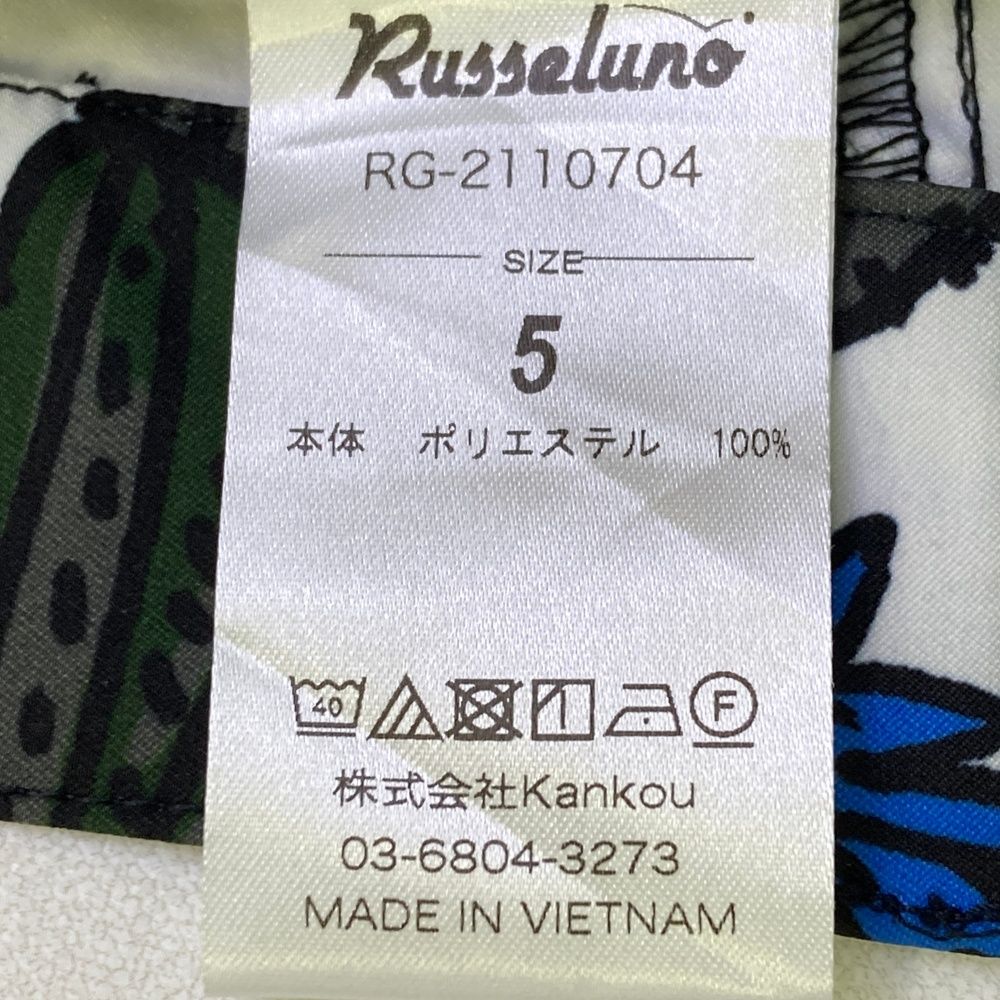 Russeluno
RG-2110704
SIZE
5
本体 ポリエステル 100%
40
F
株式会社Kankou
03-6804-3273
MADE IN VIETNAM